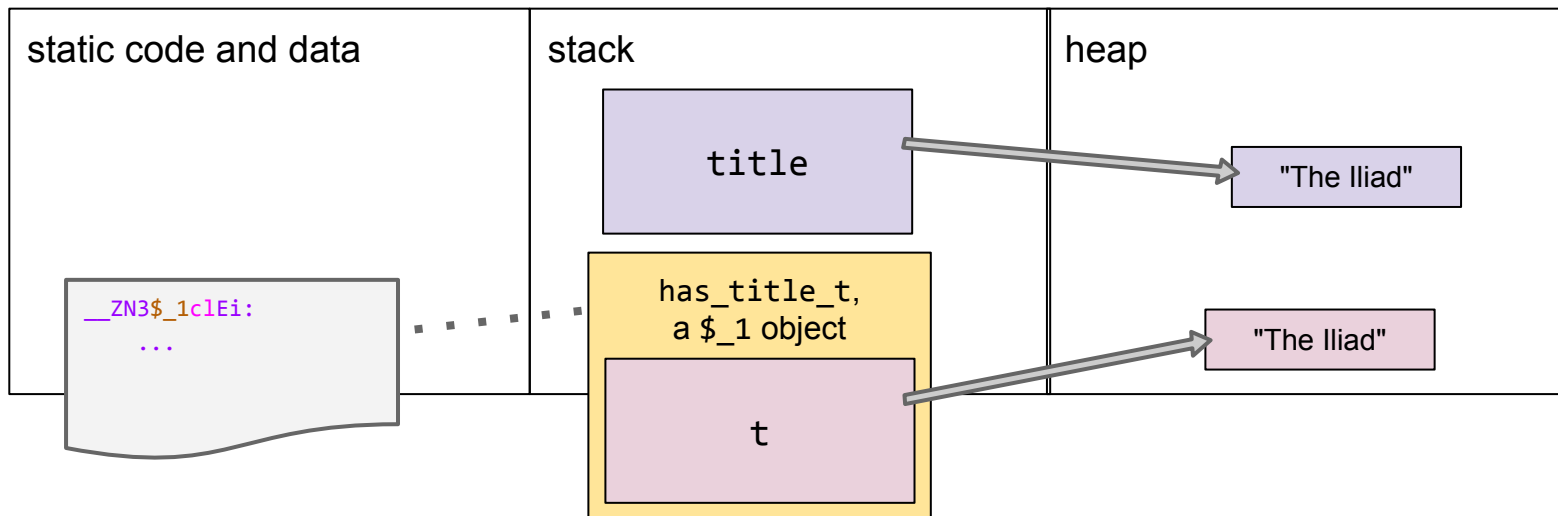 static code and data
stack
heap
title
"The Iliad"
__ZN3$_1clEi:
...
has_title_t,
a $_1 object
"The Iliad"
t